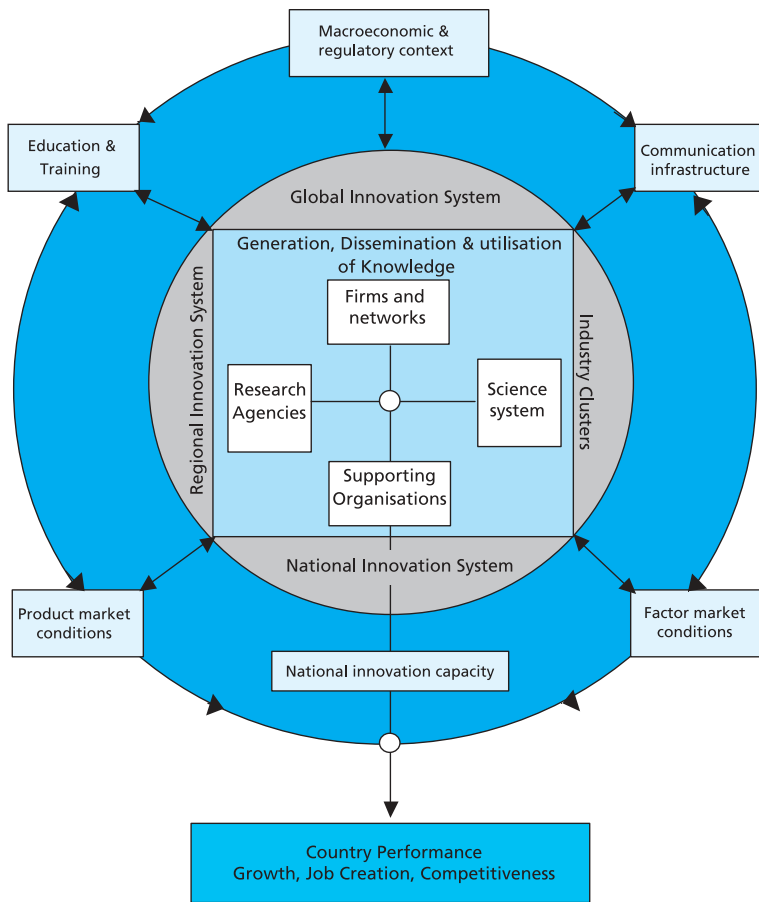 Macroeconomic &
regulatory context
Education &
Training
Communication
infrastructure
Global Innovation System
Generation, Dissemination & utilisation
of Knowledge
Regional Innovation System
Firms and
networks
Industry Clusters
Research
Agencies
Science
system
Supporting
Organisations
National Innovation System
Product market
conditions
Factor market
conditions
National innovation capacity
Country Performance
Growth, Job Creation, Competitiveness